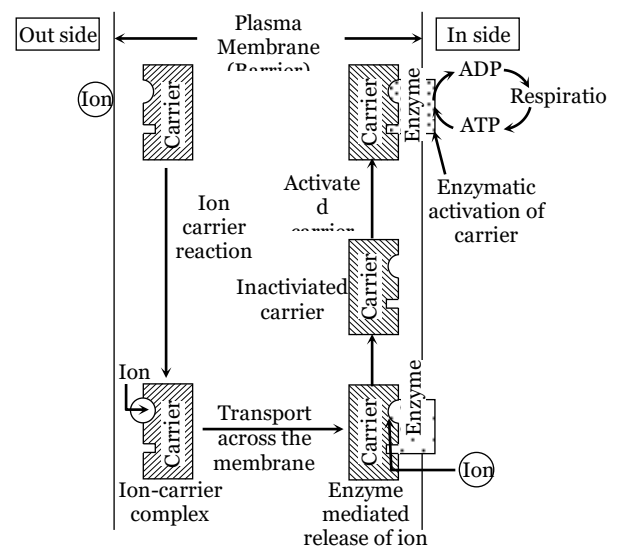 Out side
Plasma
Membrane
(Barrier)
In side
Ion
Carrier
Carrier
Enzyme
ADP
Respiratio
ATP
Ion
carrier
reaction
Activate
d
carrier
Enzymatic
activation of
carrier
Inactiviated
carrier
Carrier
Ion
Carrier
Transport
across the
membrane
Carrier
Enzyme
Ion
Ion-carrier
complex
Enzyme
mediated
release of ion